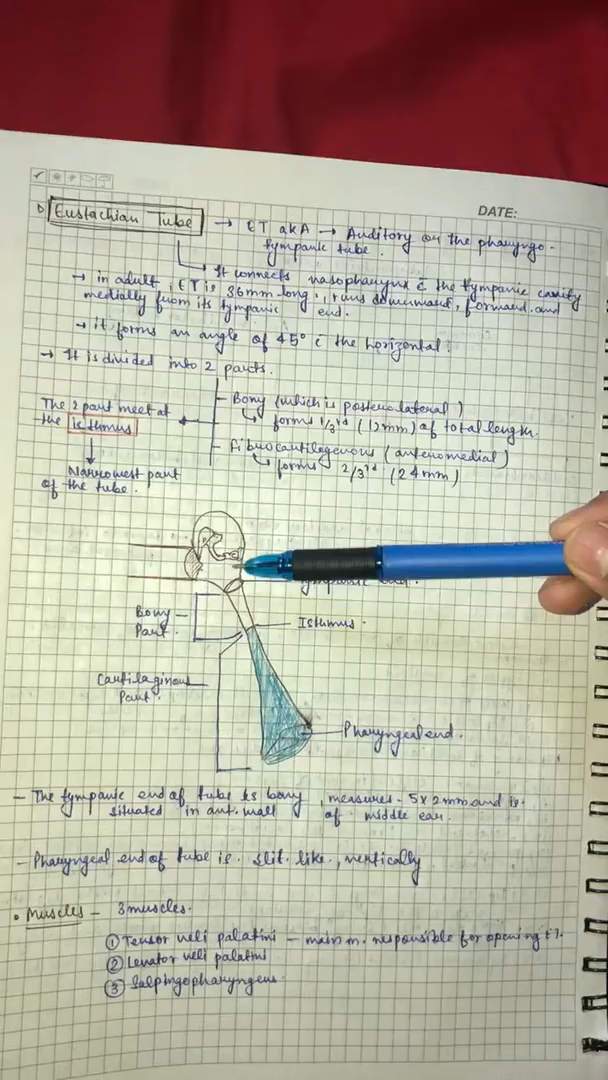 DATE:
1) Eustachian Tube → ET aka → Auditory or the pharyngo-
tympanic tube.
↳ It connects nasopharynx c̄ the tympanic cavity
→ in adult, ET is 36mm long, runs downward, forward and
medially from its tympanic end.
→ it forms an angle of 45° c̄ the horizontal.
→ It is divided into 2 parts.
Bony (which is posterolateral)
↳ forms 1/3rd (12mm) of total length.
The 2 part meet at
the isthmus
↓
Narrowest part
of the tube.
Fibrocartilagenous (anteromedial)
↳ forms 2/3rd (24mm)
Bony
Part.
Isthmus.
Cartilaginous
Part.
Pharyngeal end.
- The tympanic end of tube is bony, measures - 5x2mm and is
situated in ant. wall of middle ear.
- Pharyngeal end of tube is slit like, vertically
• Muscles - 3 muscles.
① Tensor veli palatini - main m. responsible for opening
② Levator veli palatini
③ Salpingopharyngeus.